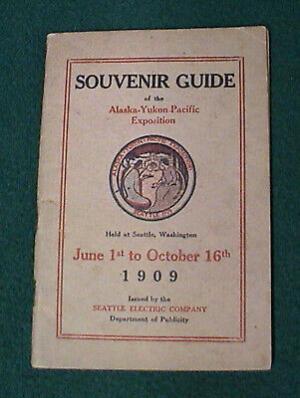 SOUVENIR GUIDE
of the
Alaska-Yukon-Pacific
Exposition
SEATTLE
Held at Seattle, Washington
June 1st to October 16th
1909
Issued by the
SEATTLE ELECTRIC COMPANY
Department of Publicity